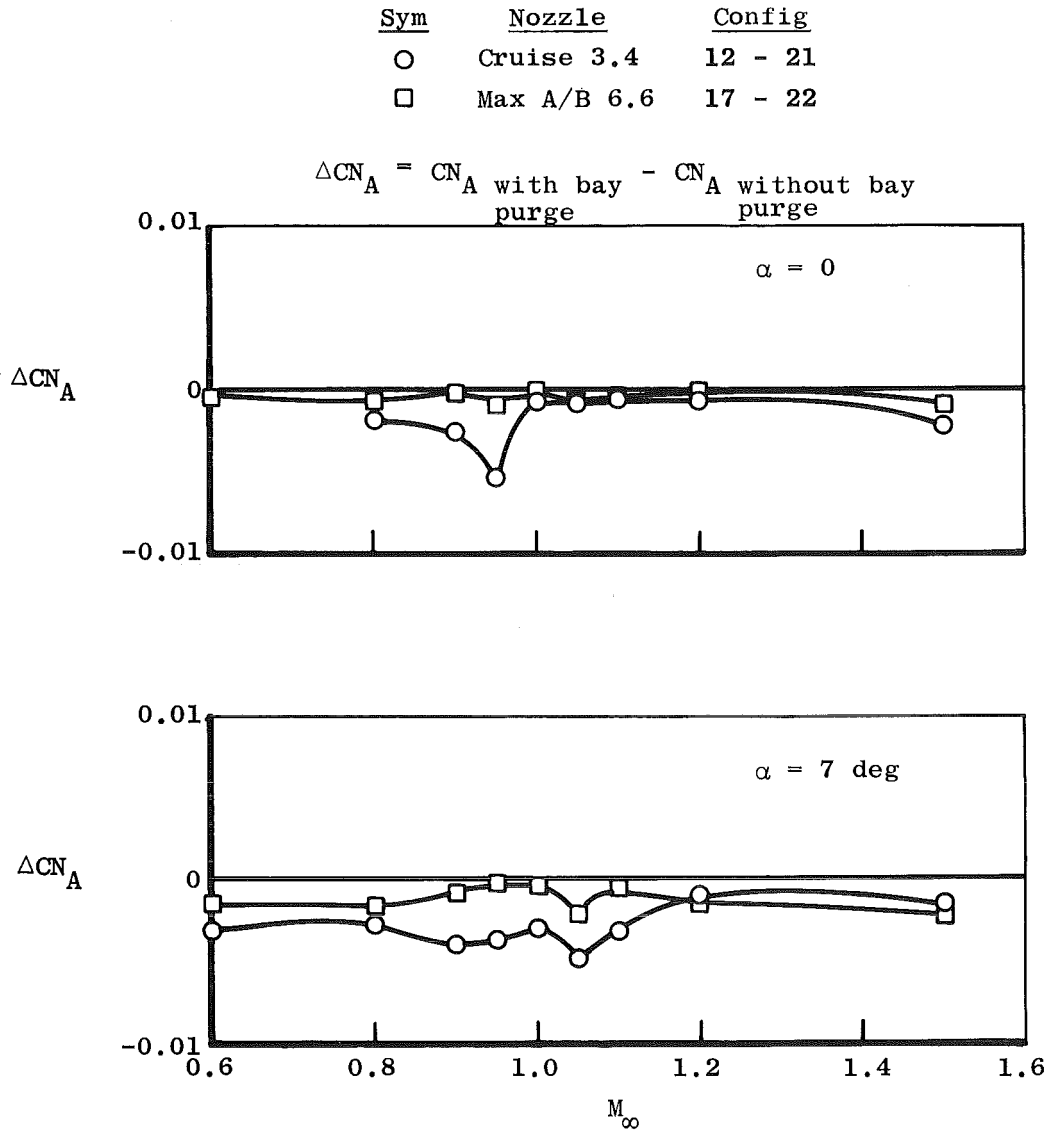 Sym Nozzle Config
Cruise 3.4 12 - 21
Max A/B 6.6 17 - 22
ΔCN_A = CN_A with bay purge - CN_A without bay purge
0.01
α = 0
ΔCN_A
0
-0.01
0.01
α = 7 deg
ΔCN_A
0
-0.01
0.6 0.8 1.0 1.2 1.4 1.6
M_∞